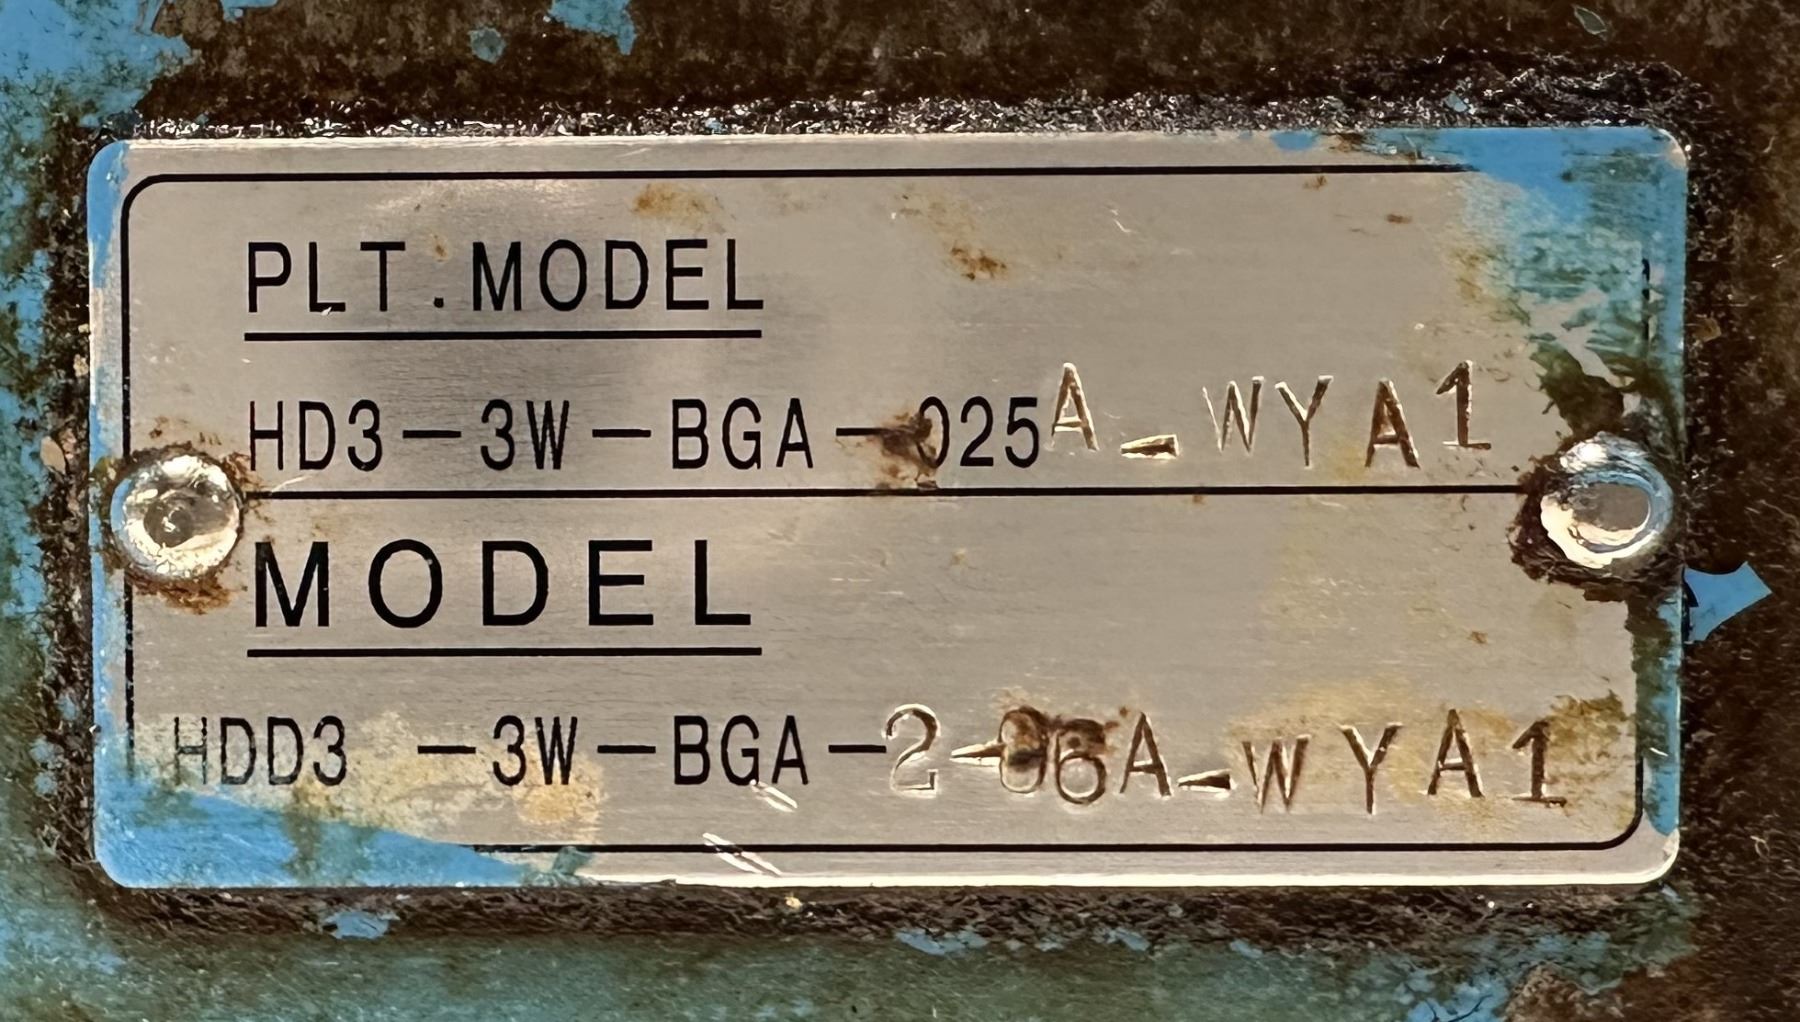 PLT.MODEL
HD3-3W-BGA-025A-WYA1
MODEL
HDD3 -3W-BGA-2-06A-WYA1